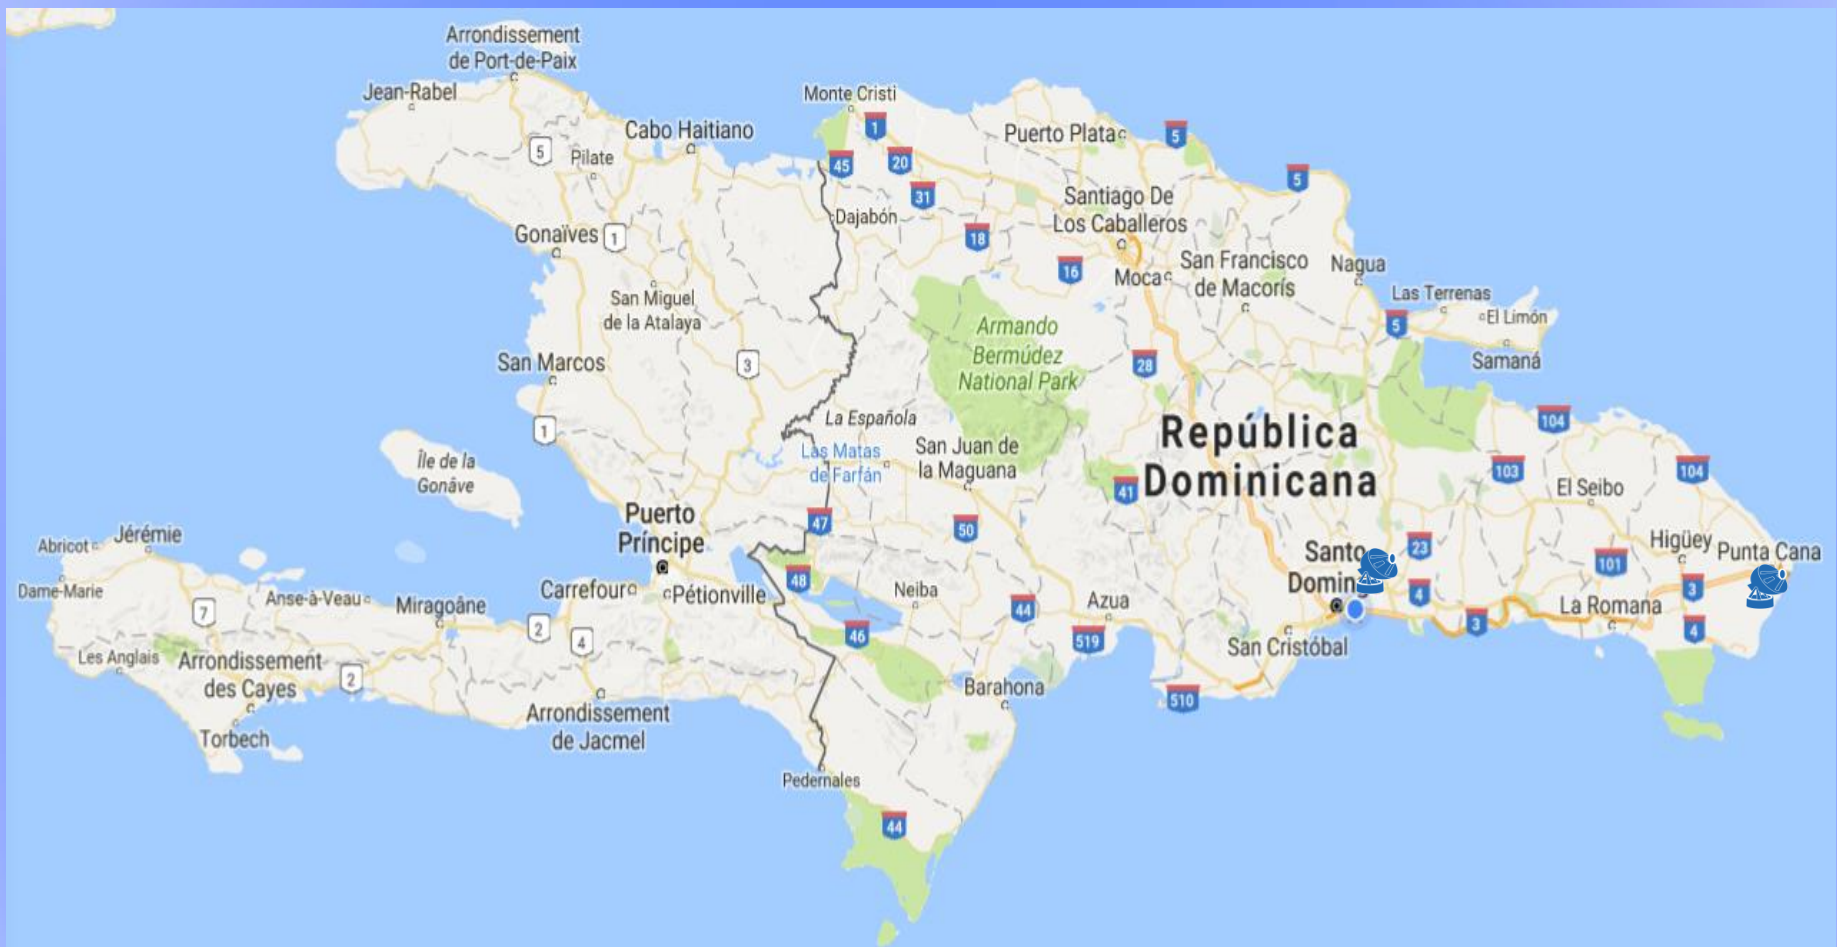 Arrondissement
de Port-de-Paix
Jean-Rabel
Monte Cristi
1
Cabo Haitiano
Puerto Plata
5
5
Pilate
45
20
5
31
Santiago De
Los Caballeros
Dajabón
Gonaïves
1
18
16
Moca
San Francisco
de Macorís
Nagua
San Miguel
de la Atalaya
Las Terrenas
El Limón
5
Samaná
Armando
Bermúdez
National Park
28
San Marcos
3
La Española
1
República
Dominicana
104
Las Matas
de Farfán
San Juan de
la Maguana
Île de la
Gonâve
41
103
104
El Seibo
Puerto
Príncipe
47
50
Abricot
Jérémie
Santo
Doming
23
Higüey
Punta Cana
101
Dame-Marie
Anse-à-Veau
Miragoâne
Carrefour
Pétionville
48
Neiba
44
Azua
4
3
La Romana
7
2
4
46
519
San Cristóbal
3
4
Les Anglais
Arrondissement
des Cayes
2
Barahona
510
Arrondissement
de Jacmel
Torbech
Pedernales
44